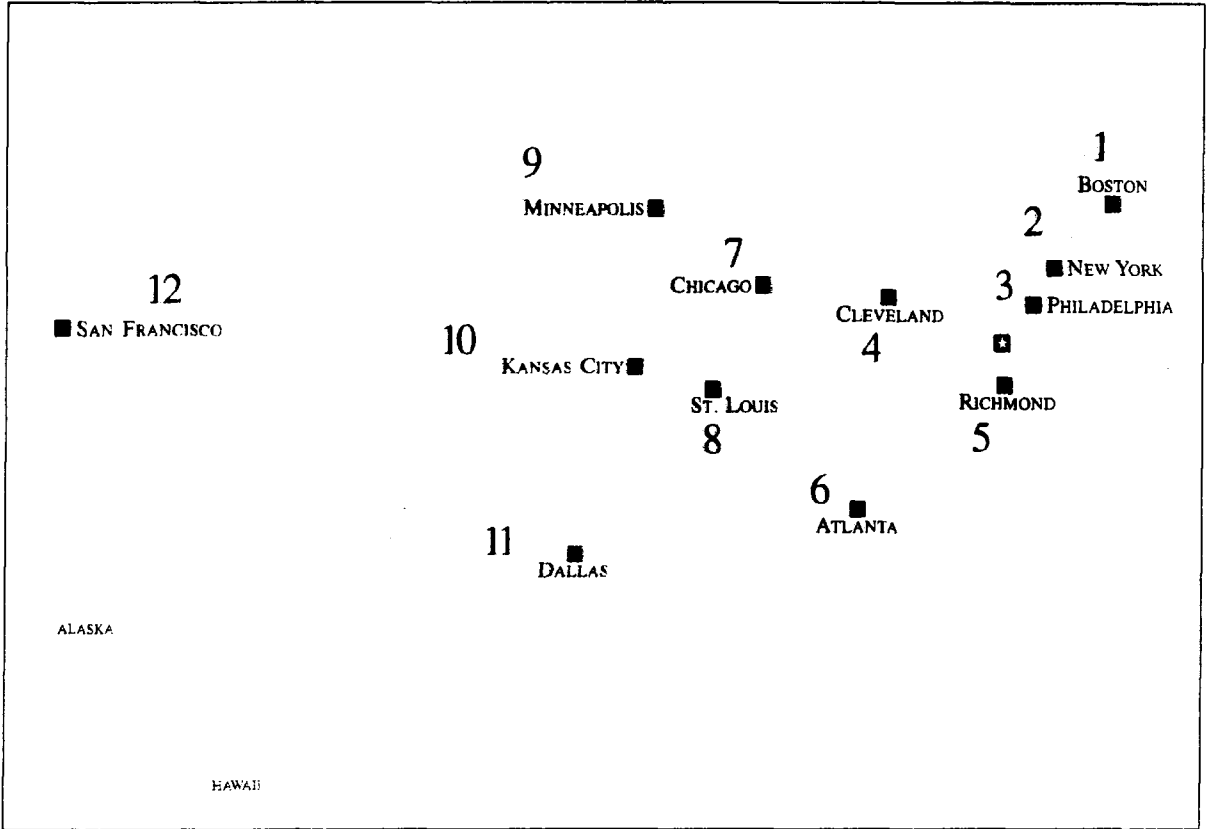 1
BOSTON
9
MINNEAPOLIS
2
NEW YORK
7
CHICAGO
3
PHILADELPHIA
12
SAN FRANCISCO
CLEVELAND
4
10
KANSAS CITY
ST. LOUIS
8
RICHMOND
5
6
ATLANTA
11
DALLAS
ALASKA
HAWAII